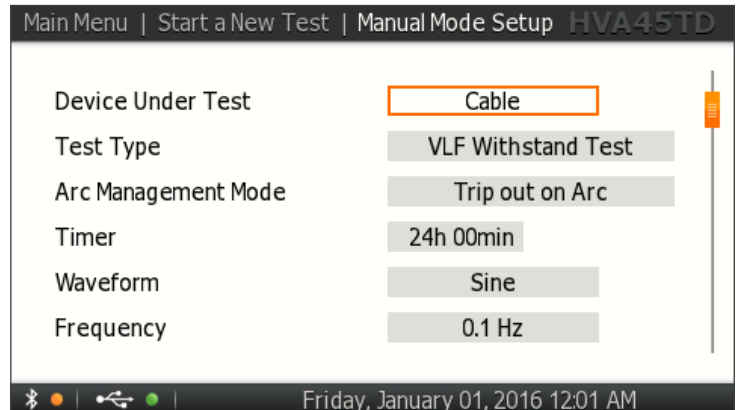 Main Menu | Start a New Test | Manual Mode Setup HVA45TD
Device Under Test Cable
Test Type VLF Withstand Test
Arc Management Mode Trip out on Arc
Timer 24h 00min
Waveform Sine
Frequency 0.1 Hz
Friday, January 01, 2016 12:01 AM